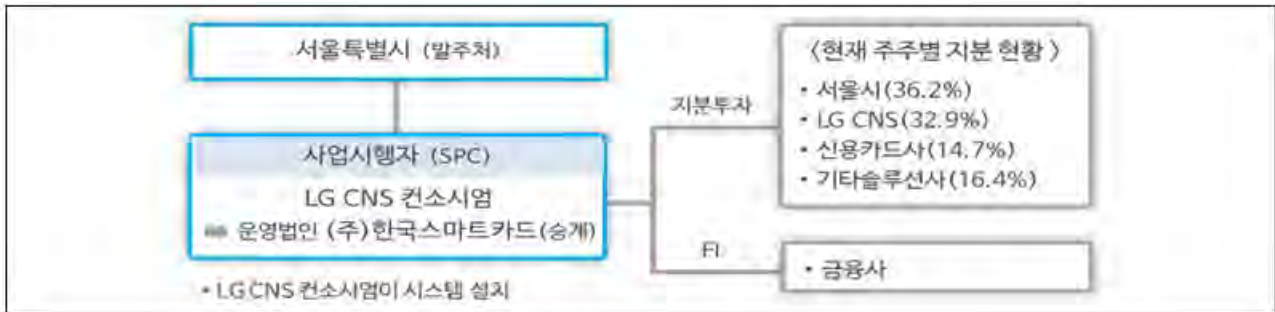 서울특별시 (발주처)
사업시행자 (SPC)
LG CNS 컨소시엄
운영법인 (주)한국스마트카드(승계)
• LG CNS 컨소시엄이 시스템 설치
지분투자
FI
〈현재 주주별 지분 현황 〉
• 서울시(36.2%)
• LG CNS(32.9%)
• 신용카드사(14.7%)
• 기타솔루션사(16.4%)
• 금융사